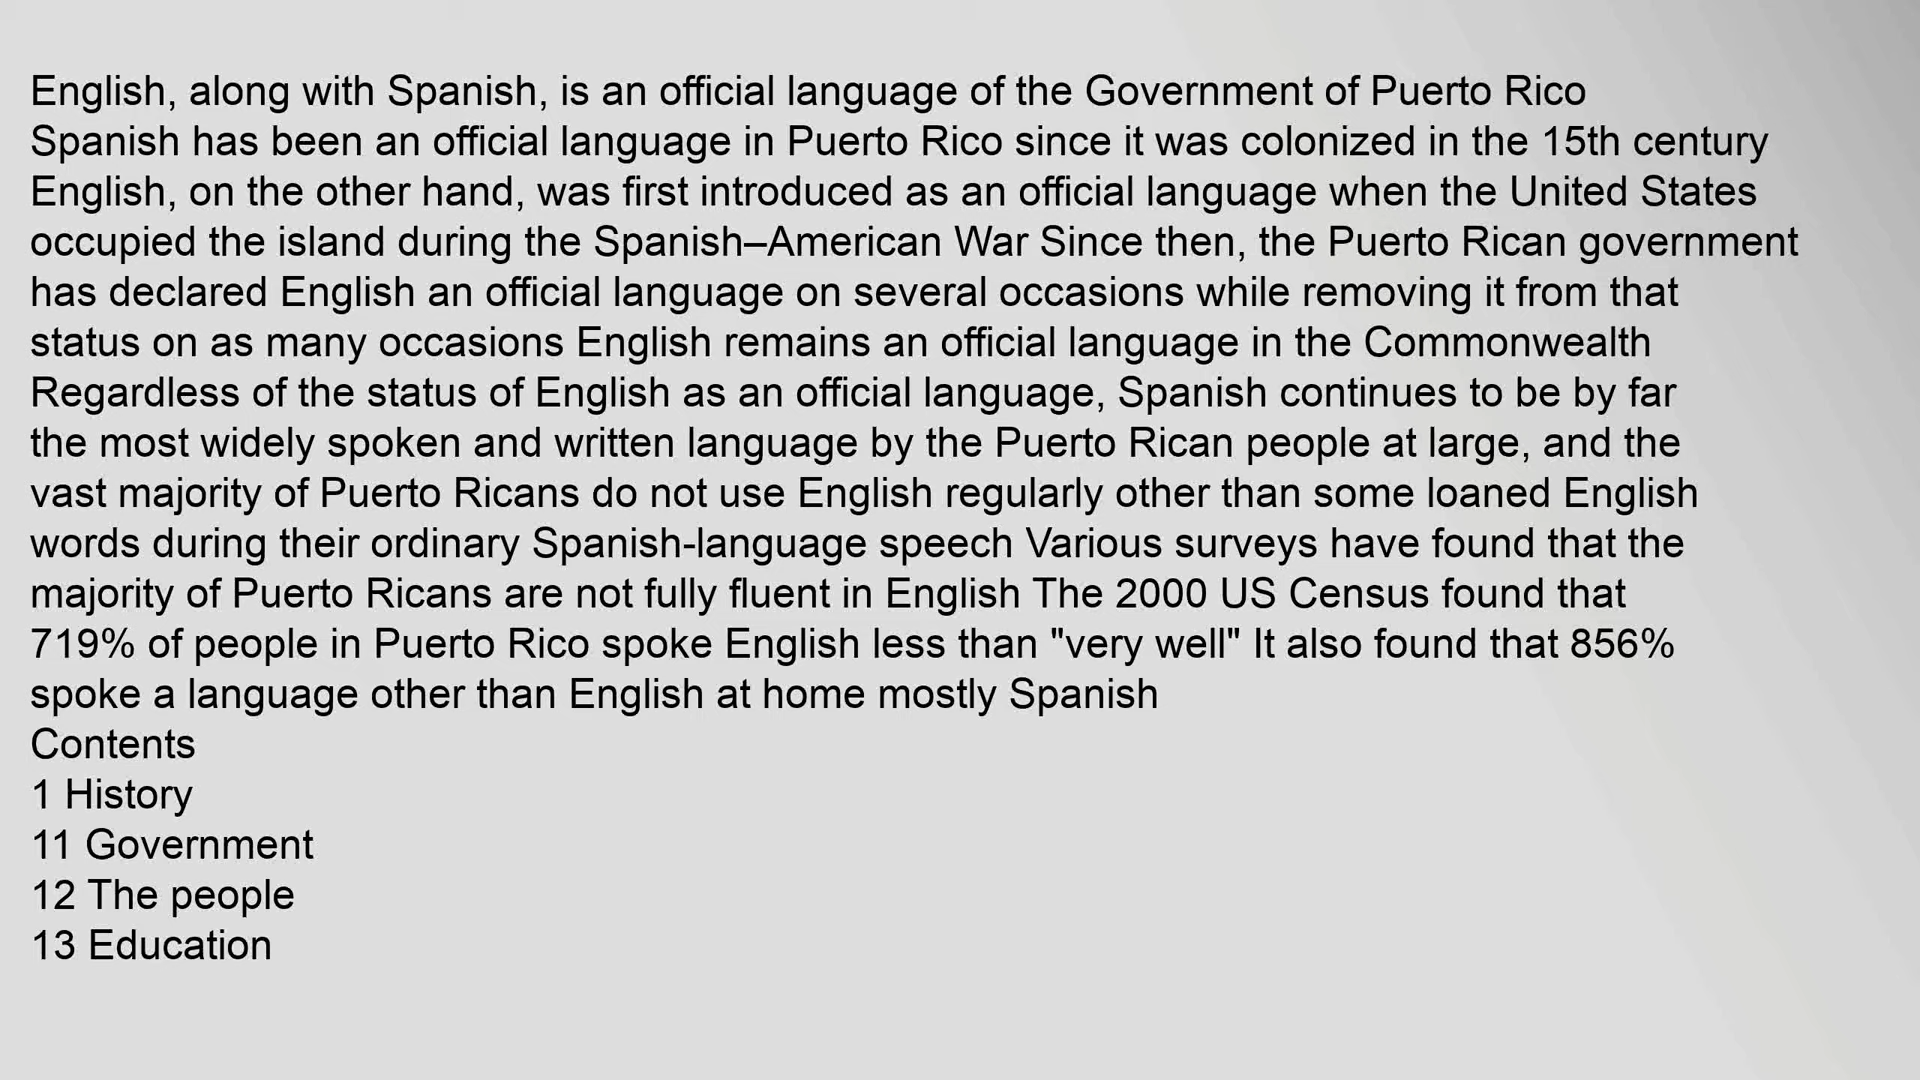 English, along with Spanish, is an official language of the Government of Puerto Rico
Spanish has been an official language in Puerto Rico since it was colonized in the 15th century
English, on the other hand, was first introduced as an official language when the United States
occupied the island during the Spanish–American War Since then, the Puerto Rican government
has declared English an official language on several occasions while removing it from that
status on as many occasions English remains an official language in the Commonwealth
Regardless of the status of English as an official language, Spanish continues to be by far
the most widely spoken and written language by the Puerto Rican people at large, and the
vast majority of Puerto Ricans do not use English regularly other than some loaned English
words during their ordinary Spanish-language speech Various surveys have found that the
majority of Puerto Ricans are not fully fluent in English The 2000 US Census found that
719% of people in Puerto Rico spoke English less than "very well" It also found that 856%
spoke a language other than English at home mostly Spanish
Contents
1 History
11 Government
12 The people
13 Education